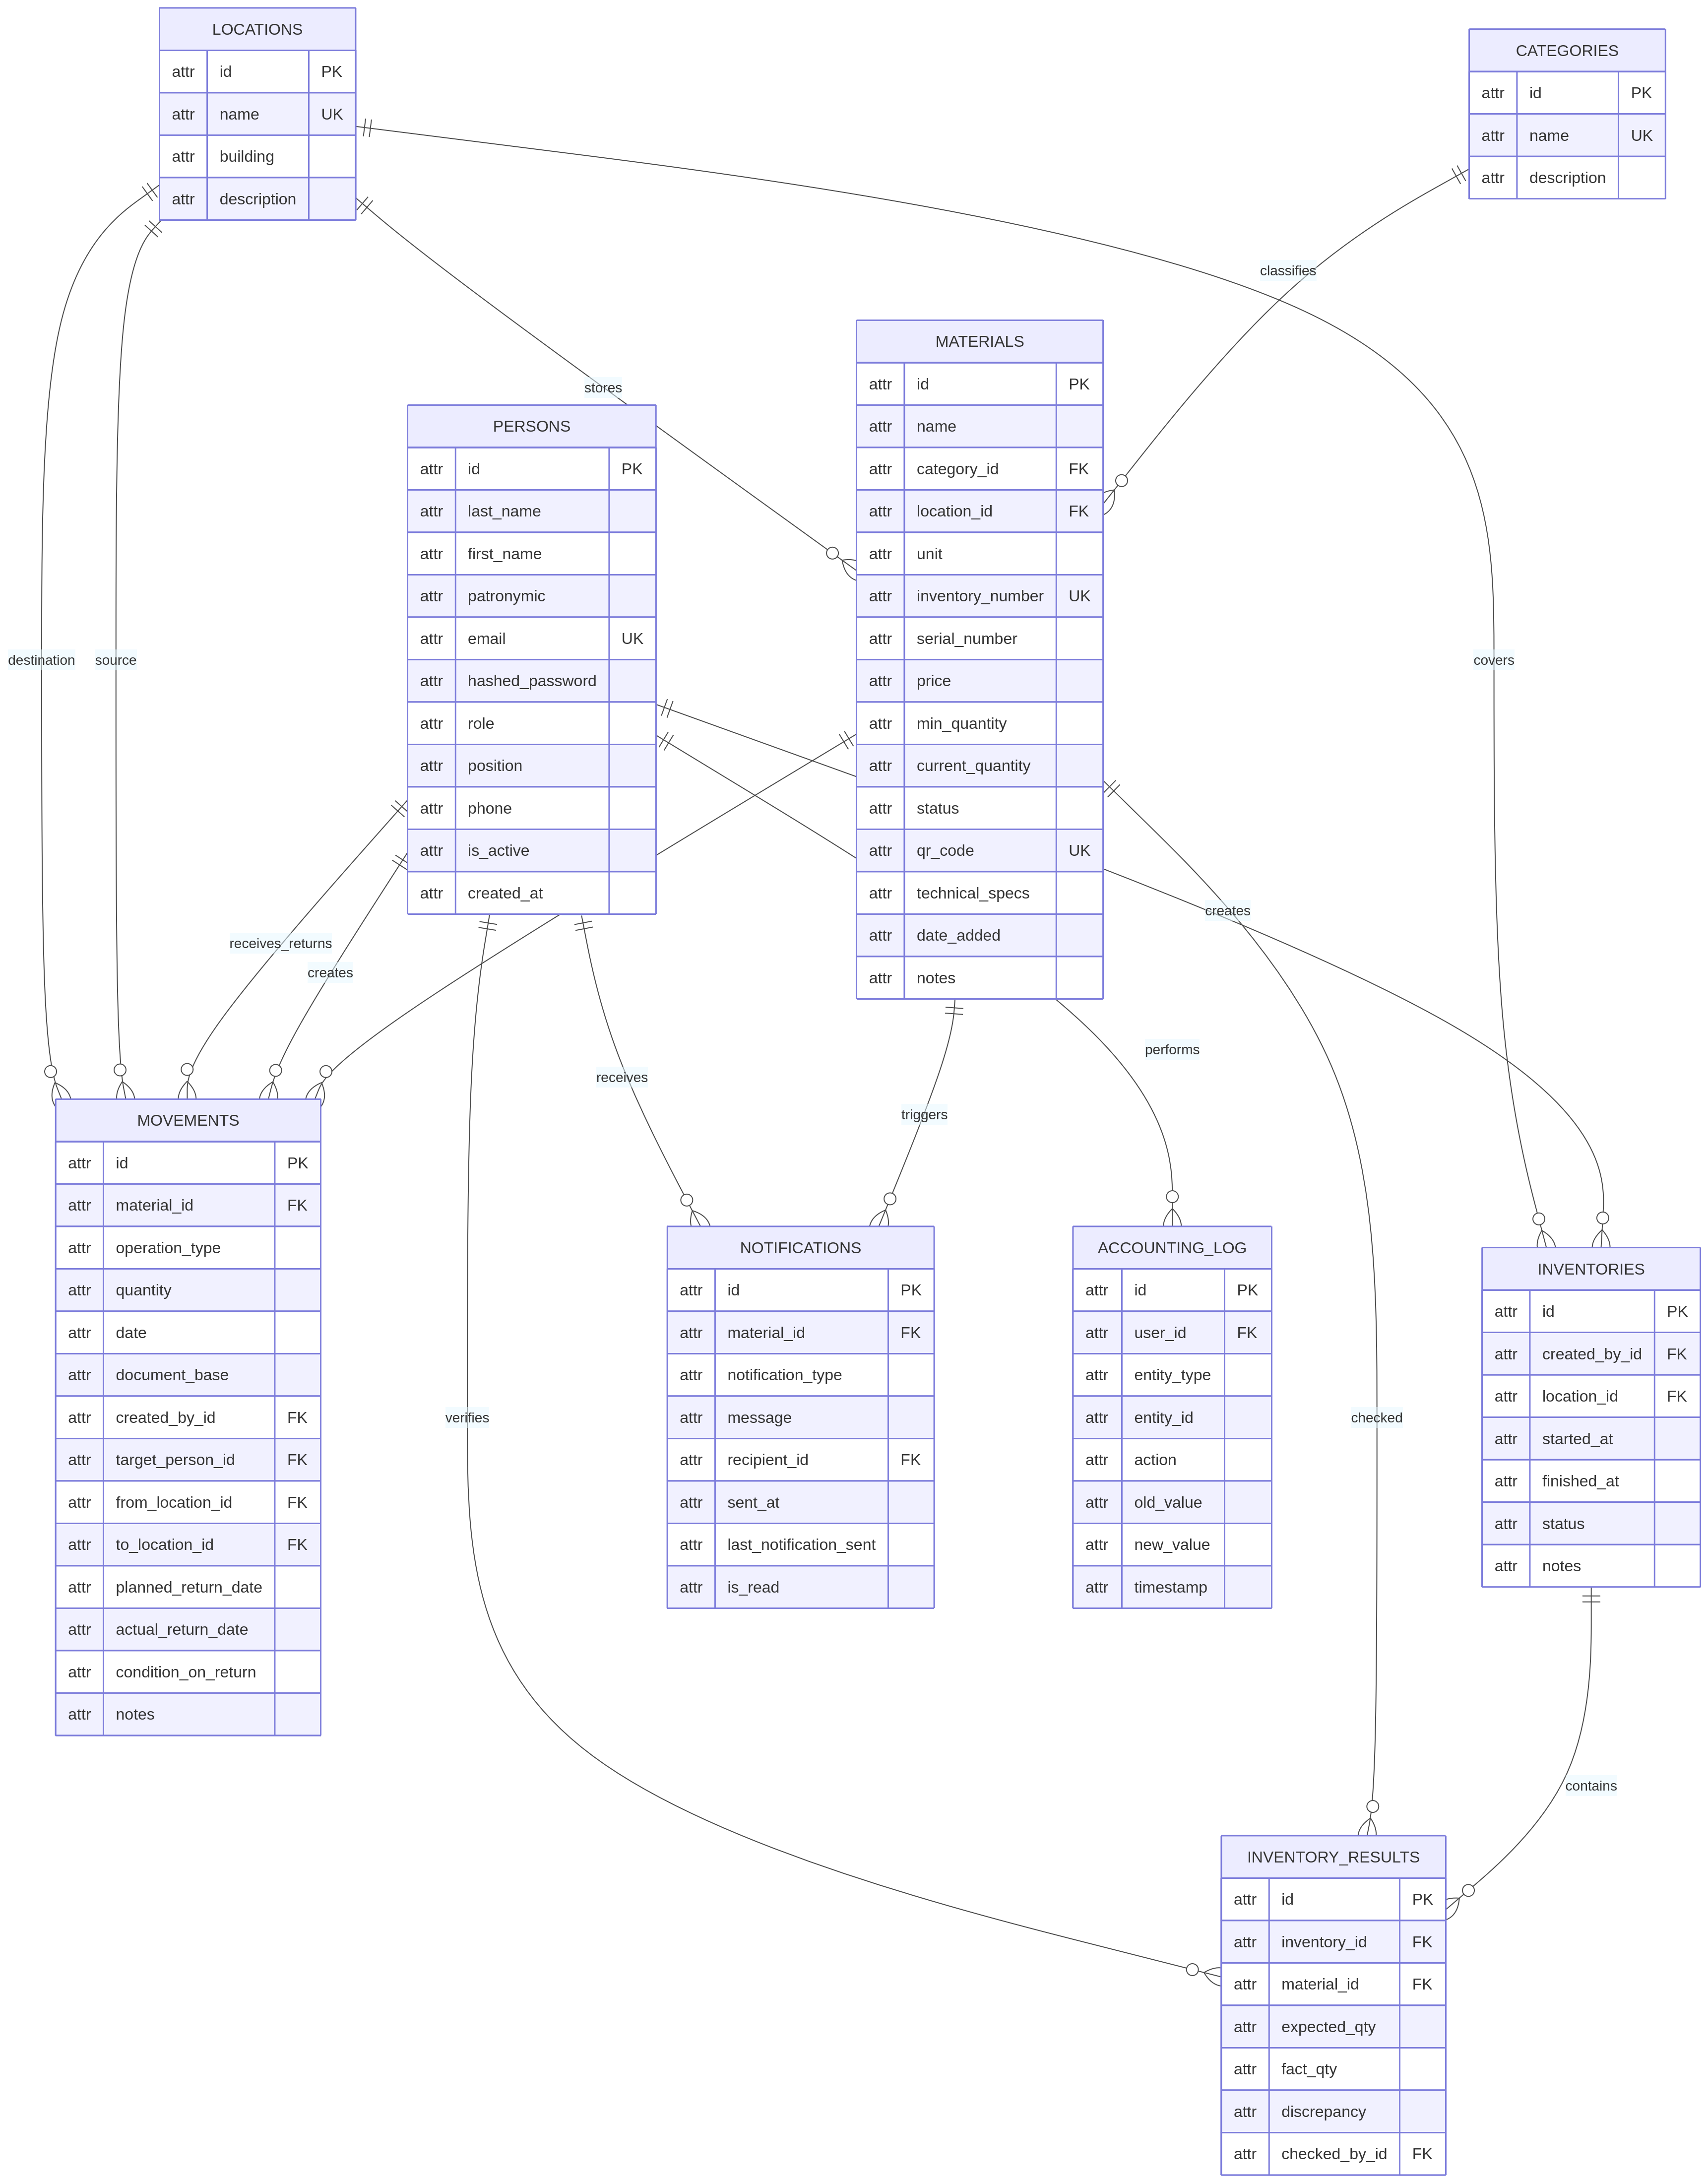 LOCATIONS
attr id PK
attr name UK
attr building
attr description
CATEGORIES
attr id PK
attr name UK
attr description
classifies
stores
covers
destination
source
MATERIALS
attr id PK
attr name
attr category_id FK
attr location_id FK
attr unit
attr inventory_number UK
attr serial_number
attr price
attr min_quantity
attr current_quantity
attr status
attr qr_code UK
attr technical_specs
attr date_added
attr notes
PERSONS
attr id PK
attr last_name
attr first_name
attr patronymic
attr email UK
attr hashed_password
attr role
attr position
attr phone
attr is_active
attr created_at
creates
receives_returns
creates
performs
receives
triggers
verifies
checked
MOVEMENTS
attr id PK
attr material_id FK
attr operation_type
attr quantity
attr date
attr document_base
attr created_by_id FK
attr target_person_id FK
attr from_location_id FK
attr to_location_id FK
attr planned_return_date
attr actual_return_date
attr condition_on_return
attr notes
NOTIFICATIONS
attr id PK
attr material_id FK
attr notification_type
attr message
attr recipient_id FK
attr sent_at
attr last_notification_sent
attr is_read
ACCOUNTING_LOG
attr id PK
attr user_id FK
attr entity_type
attr entity_id
attr action
attr old_value
attr new_value
attr timestamp
INVENTORIES
attr id PK
attr created_by_id FK
attr location_id FK
attr started_at
attr finished_at
attr status
attr notes
contains
INVENTORY_RESULTS
attr id PK
attr inventory_id FK
attr material_id FK
attr expected_qty
attr fact_qty
attr discrepancy
attr checked_by_id FK